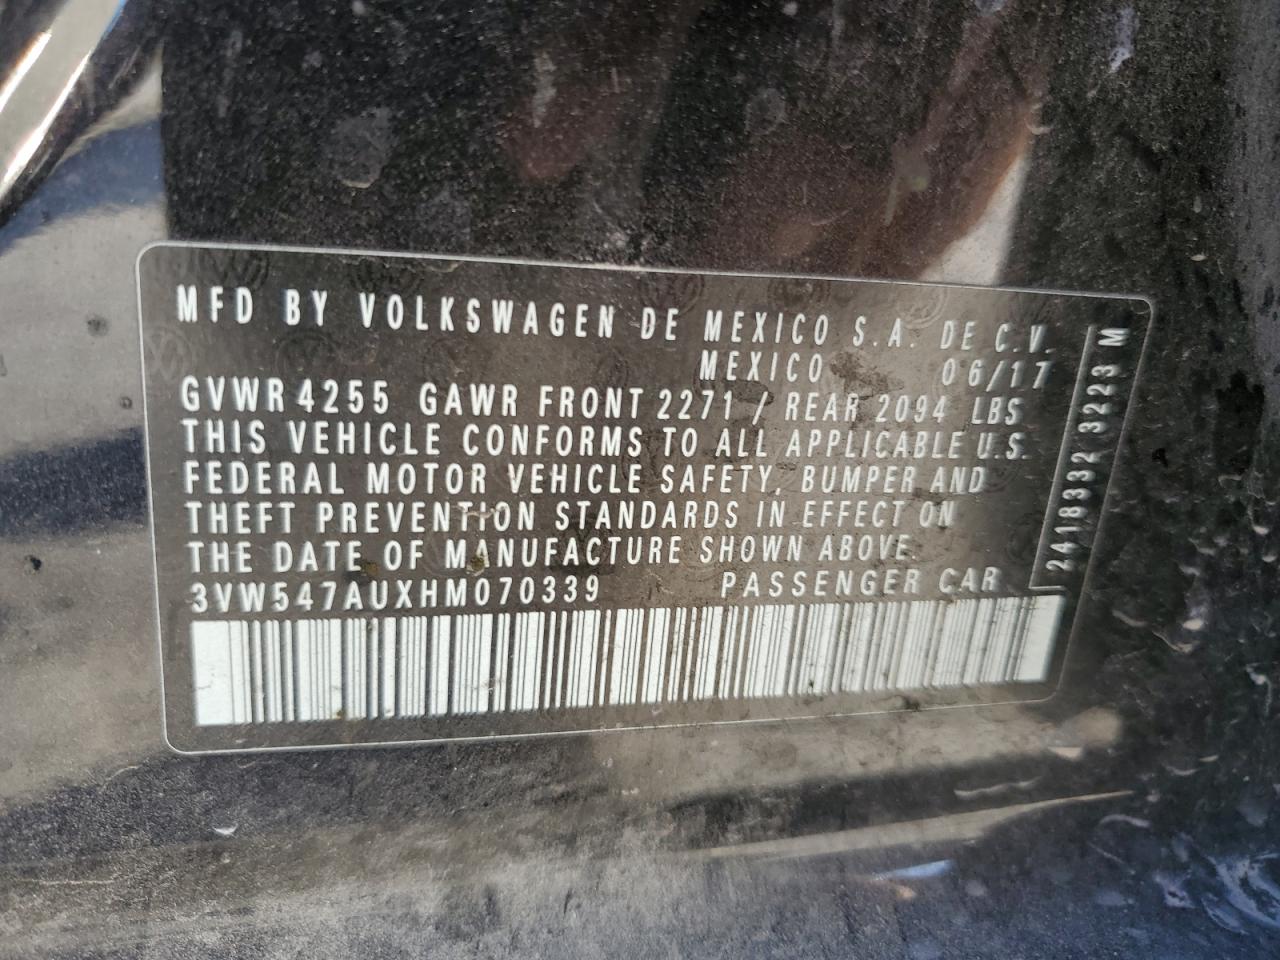 MFD BY VOLKSWAGEN DE MEXICO S.A. DE C.V.
MEXICO 06/17
GVWR 4255 GAWR FRONT 2271 / REAR 2094 LBS
THIS VEHICLE CONFORMS TO ALL APPLICABLE U.S.
FEDERAL MOTOR VEHICLE SAFETY, BUMPER AND
THEFT PREVENTION STANDARDS IN EFFECT ON
THE DATE OF MANUFACTURE SHOWN ABOVE.
3VW547AUXHM070339 PASSENGER CAR
2418332 3223 M